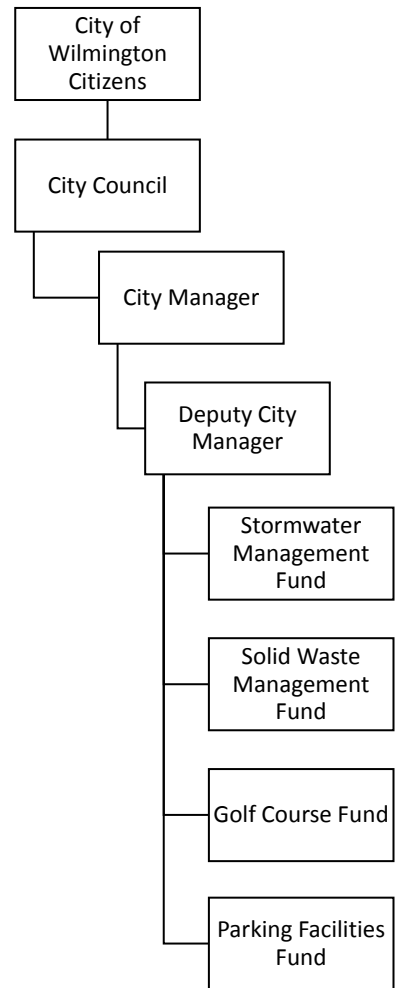 City of
Wilmington
Citizens
City Council
City Manager
Deputy City
Manager
Stormwater
Management
Fund
Solid Waste
Management
Fund
Golf Course Fund
Parking Facilities
Fund